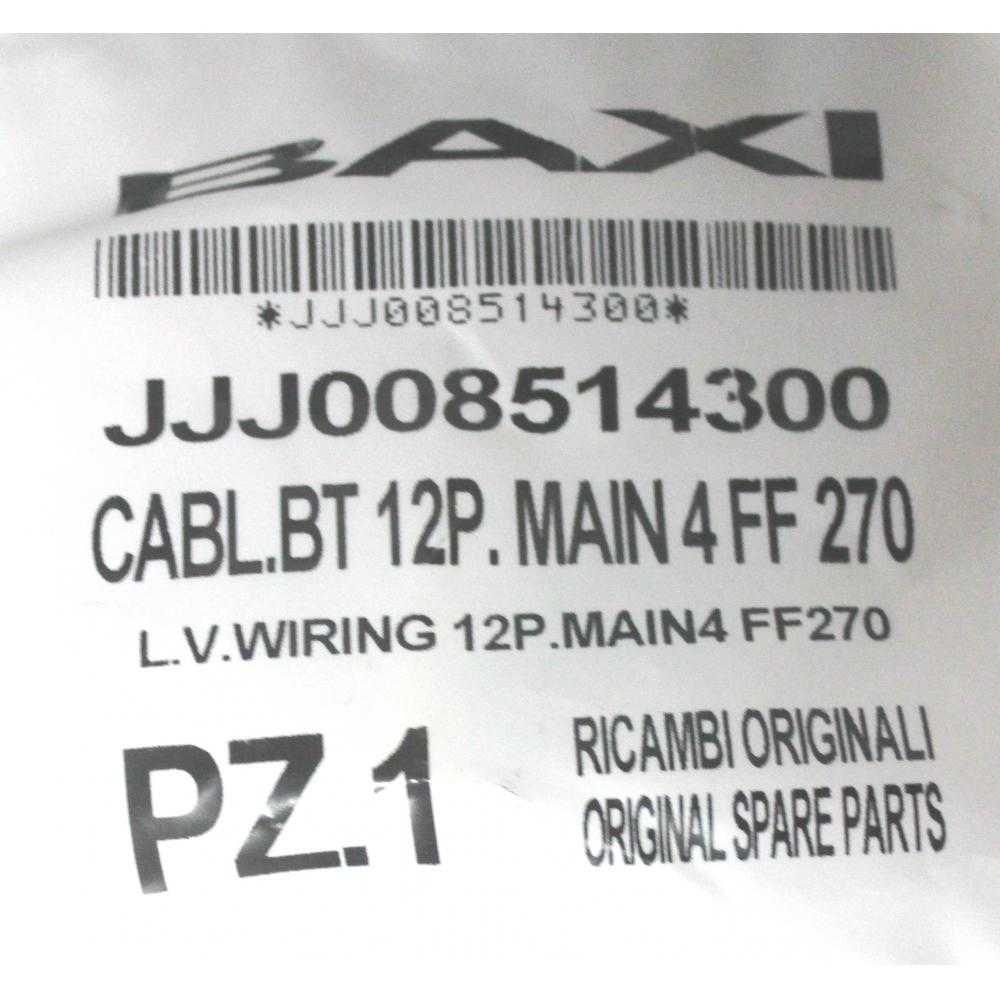 BAXI
*JJJ008514300*
JJJ008514300
CABL.BT 12P. MAIN 4 FF 270
L.V.WIRING 12P.MAIN4 FF270
PZ.1
RICAMBI ORIGINALI
ORIGINAL SPARE PARTS